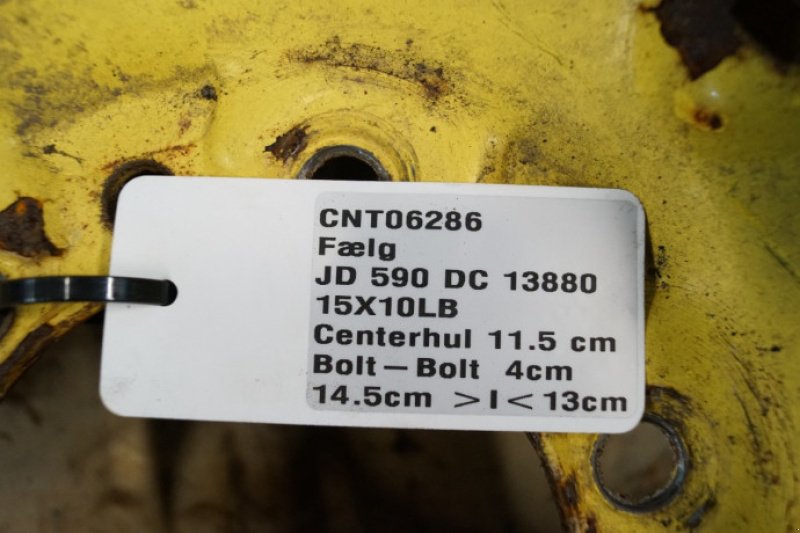 CNT06286
Fælg
JD 590 DC 13880
15X10LB
Centerhul 11.5 cm
Bolt – Bolt 4cm
14.5cm >I< 13cm